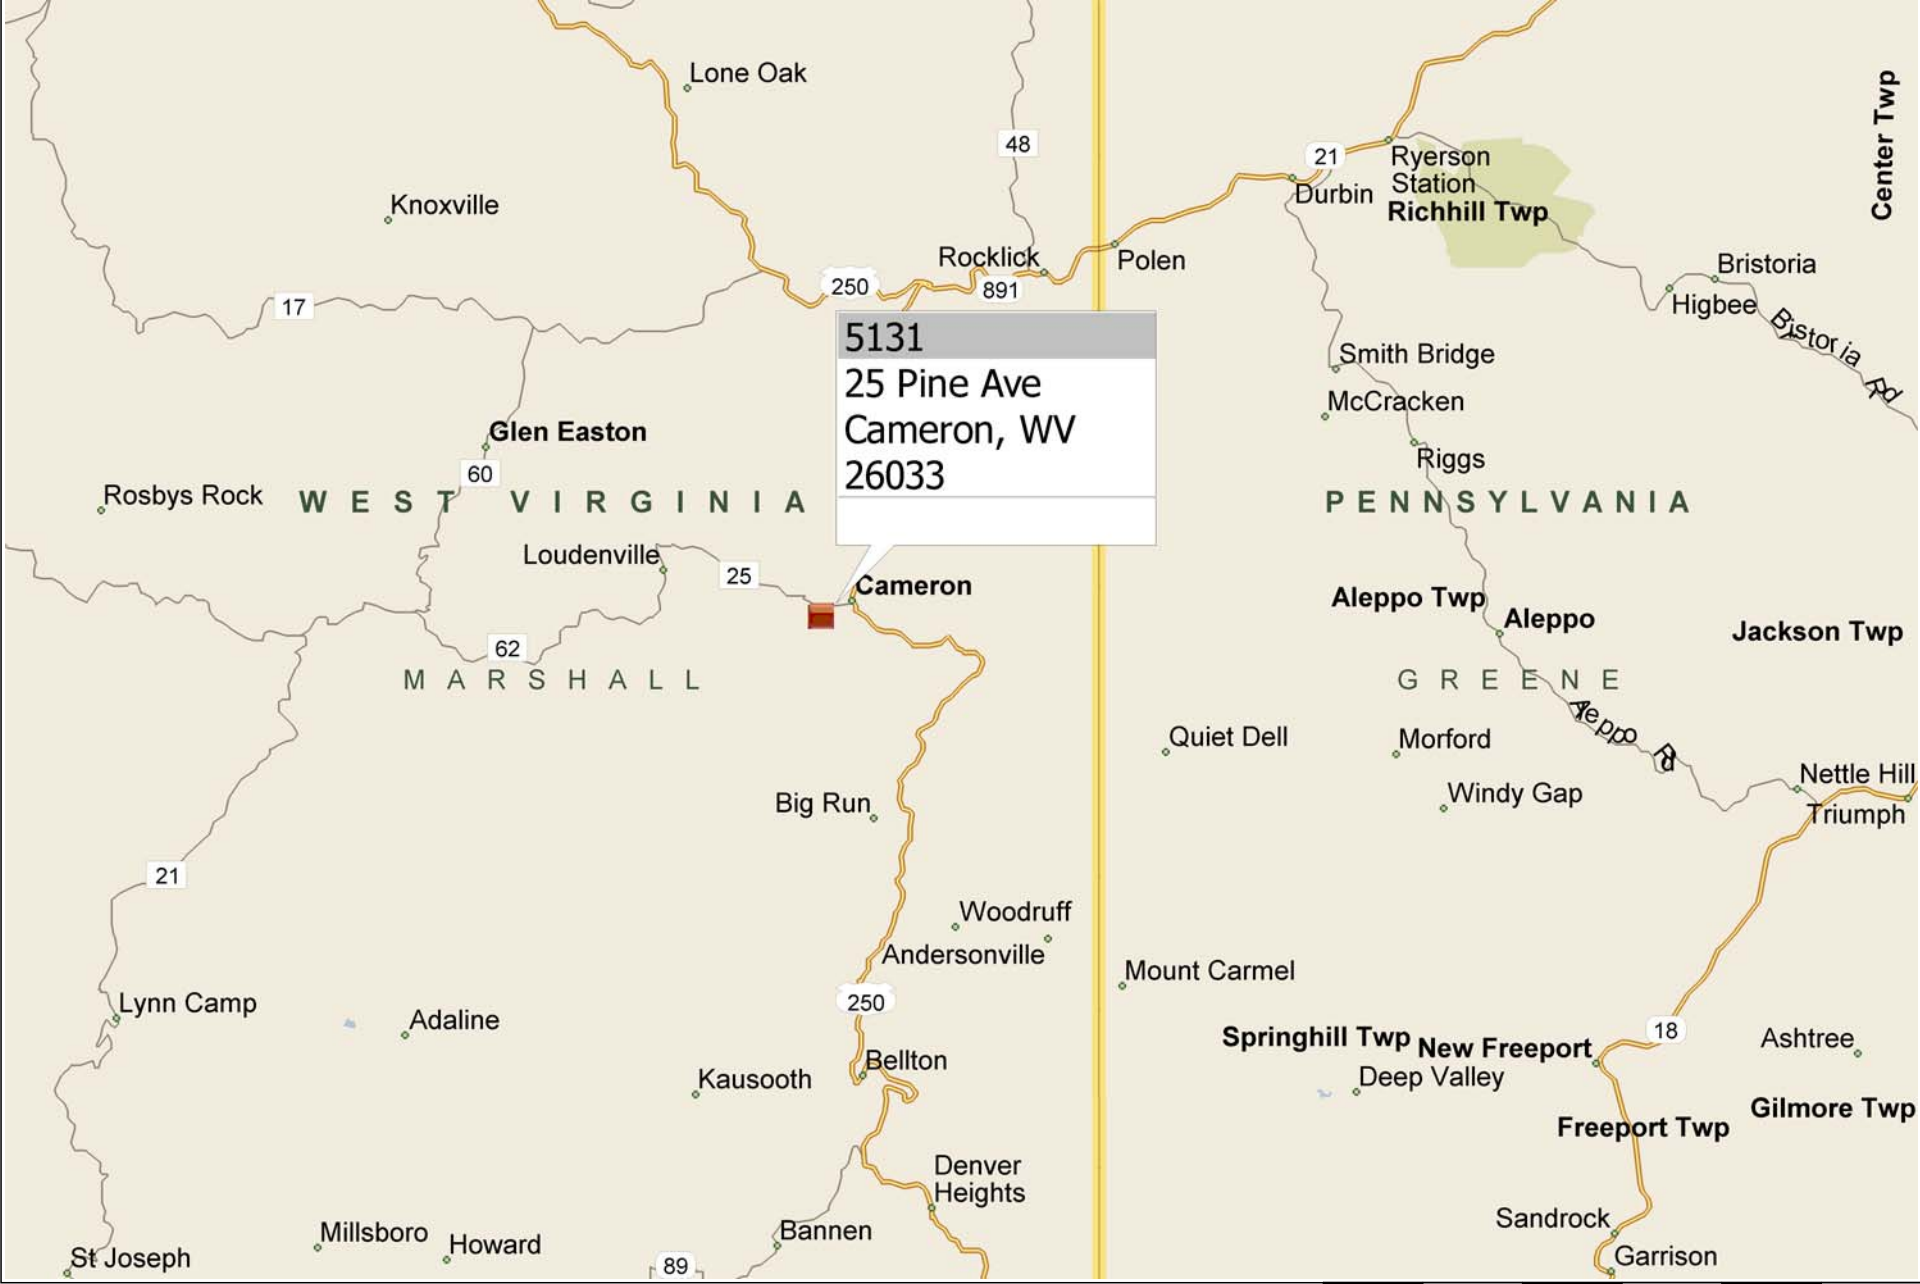 Lone Oak
Center Twp
48
21
Ryerson
Station
Durbin
Richhill Twp
Knoxville
Rocklick
Polen
Bristoria
250
891
Higbee
17
Bristoria Rd
5131
25 Pine Ave
Cameron, WV
26033
Smith Bridge
McCracken
Glen Easton
Riggs
60
Rosbys Rock
WEST VIRGINIA
PENNSYLVANIA
Loudenville
25
Cameron
Aleppo Twp
Aleppo
Jackson Twp
62
MARSHALL
GREENE
Aleppo Rd
Quiet Dell
Morford
Nettle Hill
Windy Gap
Big Run
Triumph
21
Woodruff
Andersonville
Mount Carmel
250
Lynn Camp
Adaline
18
Springhill Twp
New Freeport
Ashtree
Bellton
Kausooth
Deep Valley
Gilmore Twp
Freeport Twp
Denver
Heights
Sandrock
Bannen
Millsboro
Howard
St Joseph
Garrison
89